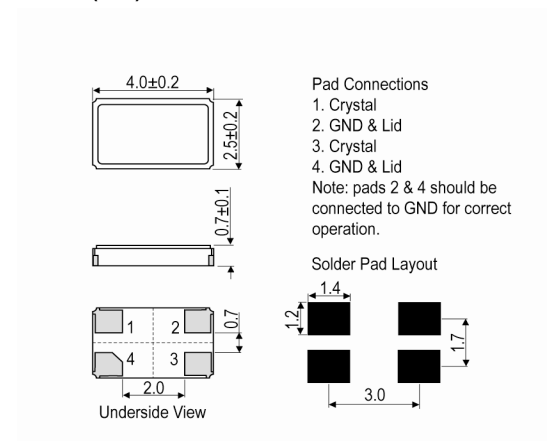 4.0±0.2
2.5±0.2
0.7±0.1
1
2
4
3
0.7
2.0
Underside View
Pad Connections
1. Crystal
2. GND & Lid
3. Crystal
4. GND & Lid
Note: pads 2 & 4 should be
connected to GND for correct
operation.
Solder Pad Layout
1.4
1.2
1.7
3.0